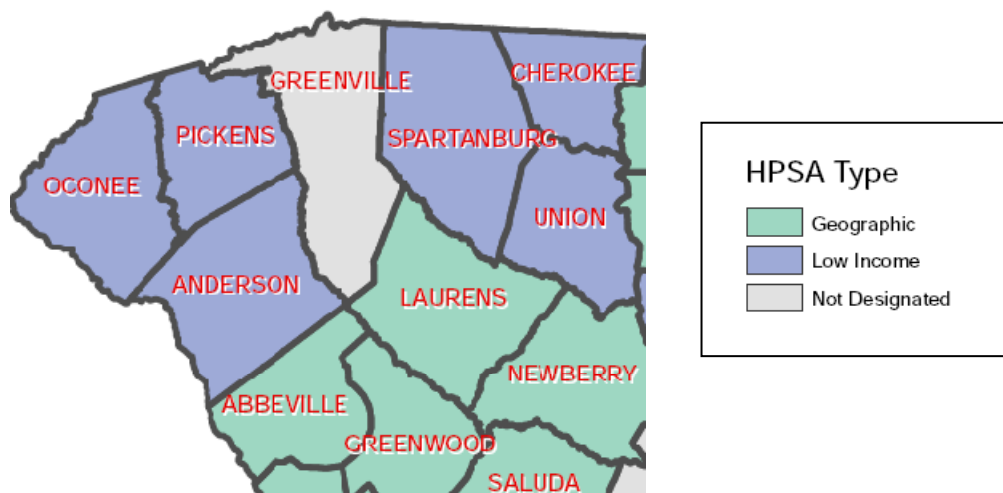 GREENVILLE
CHEROKEE
PICKENS
SPARTANBURG
OCONEE
UNION
ANDERSON
LAURENS
NEWBERRY
ABBEVILLE
GREENWOOD
SALUDA
HPSA Type
Geographic
Low Income
Not Designated